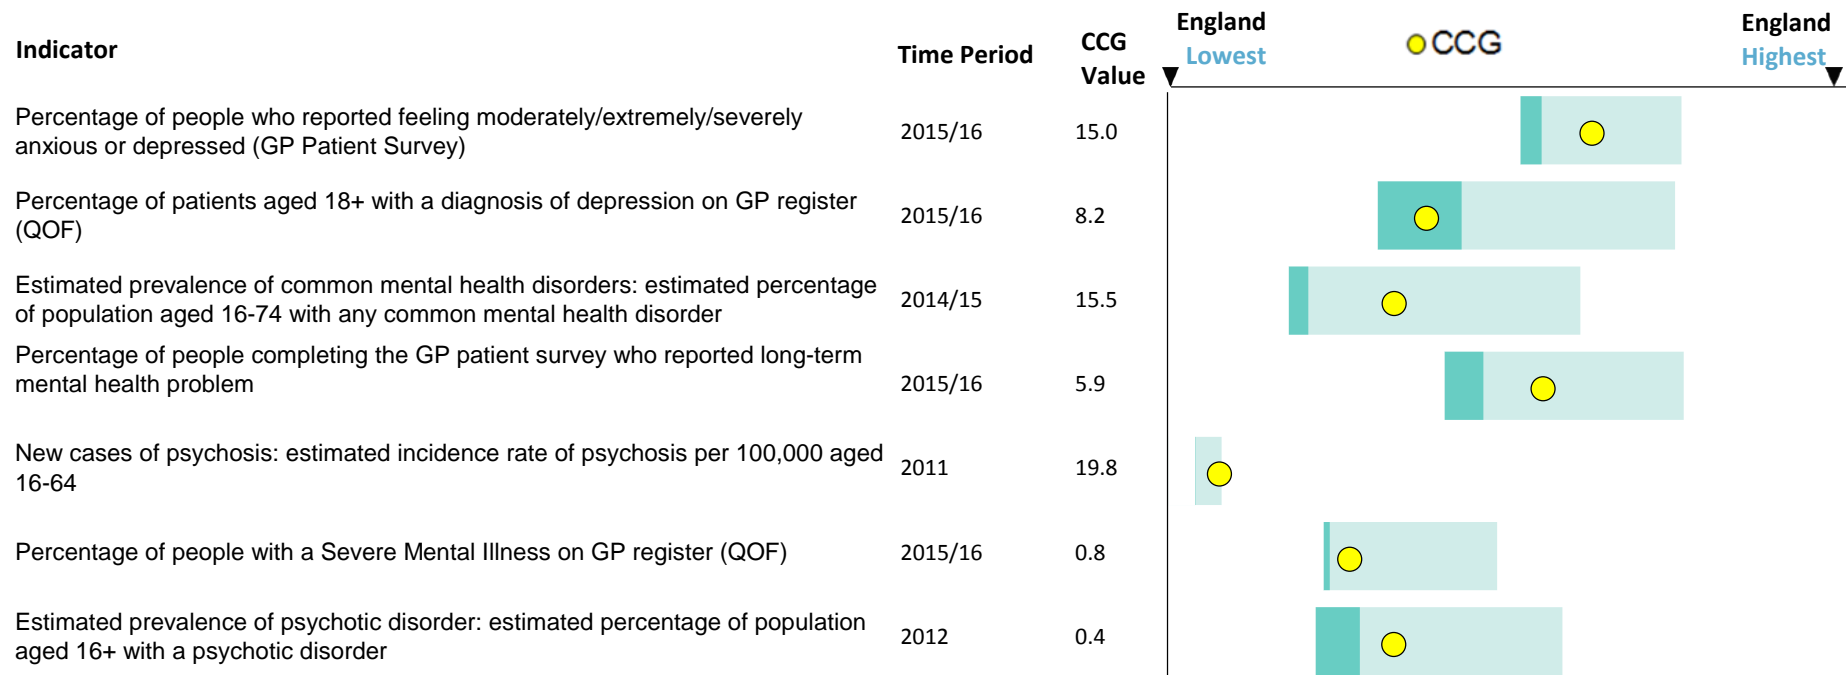 Indicator
Time Period
CCG
Value
England
Lowest
CCG
England
Highest
Percentage of people who reported feeling moderately/extremely/severely
anxious or depressed (GP Patient Survey)
2015/16
15.0
Percentage of patients aged 18+ with a diagnosis of depression on GP register
(QOF)
2015/16
8.2
Estimated prevalence of common mental health disorders: estimated percentage
of population aged 16-74 with any common mental health disorder
2014/15
15.5
Percentage of people completing the GP patient survey who reported long-term
mental health problem
2015/16
5.9
New cases of psychosis: estimated incidence rate of psychosis per 100,000 aged
16-64
2011
19.8
Percentage of people with a Severe Mental Illness on GP register (QOF)
2015/16
0.8
Estimated prevalence of psychotic disorder: estimated percentage of population
aged 16+ with a psychotic disorder
2012
0.4